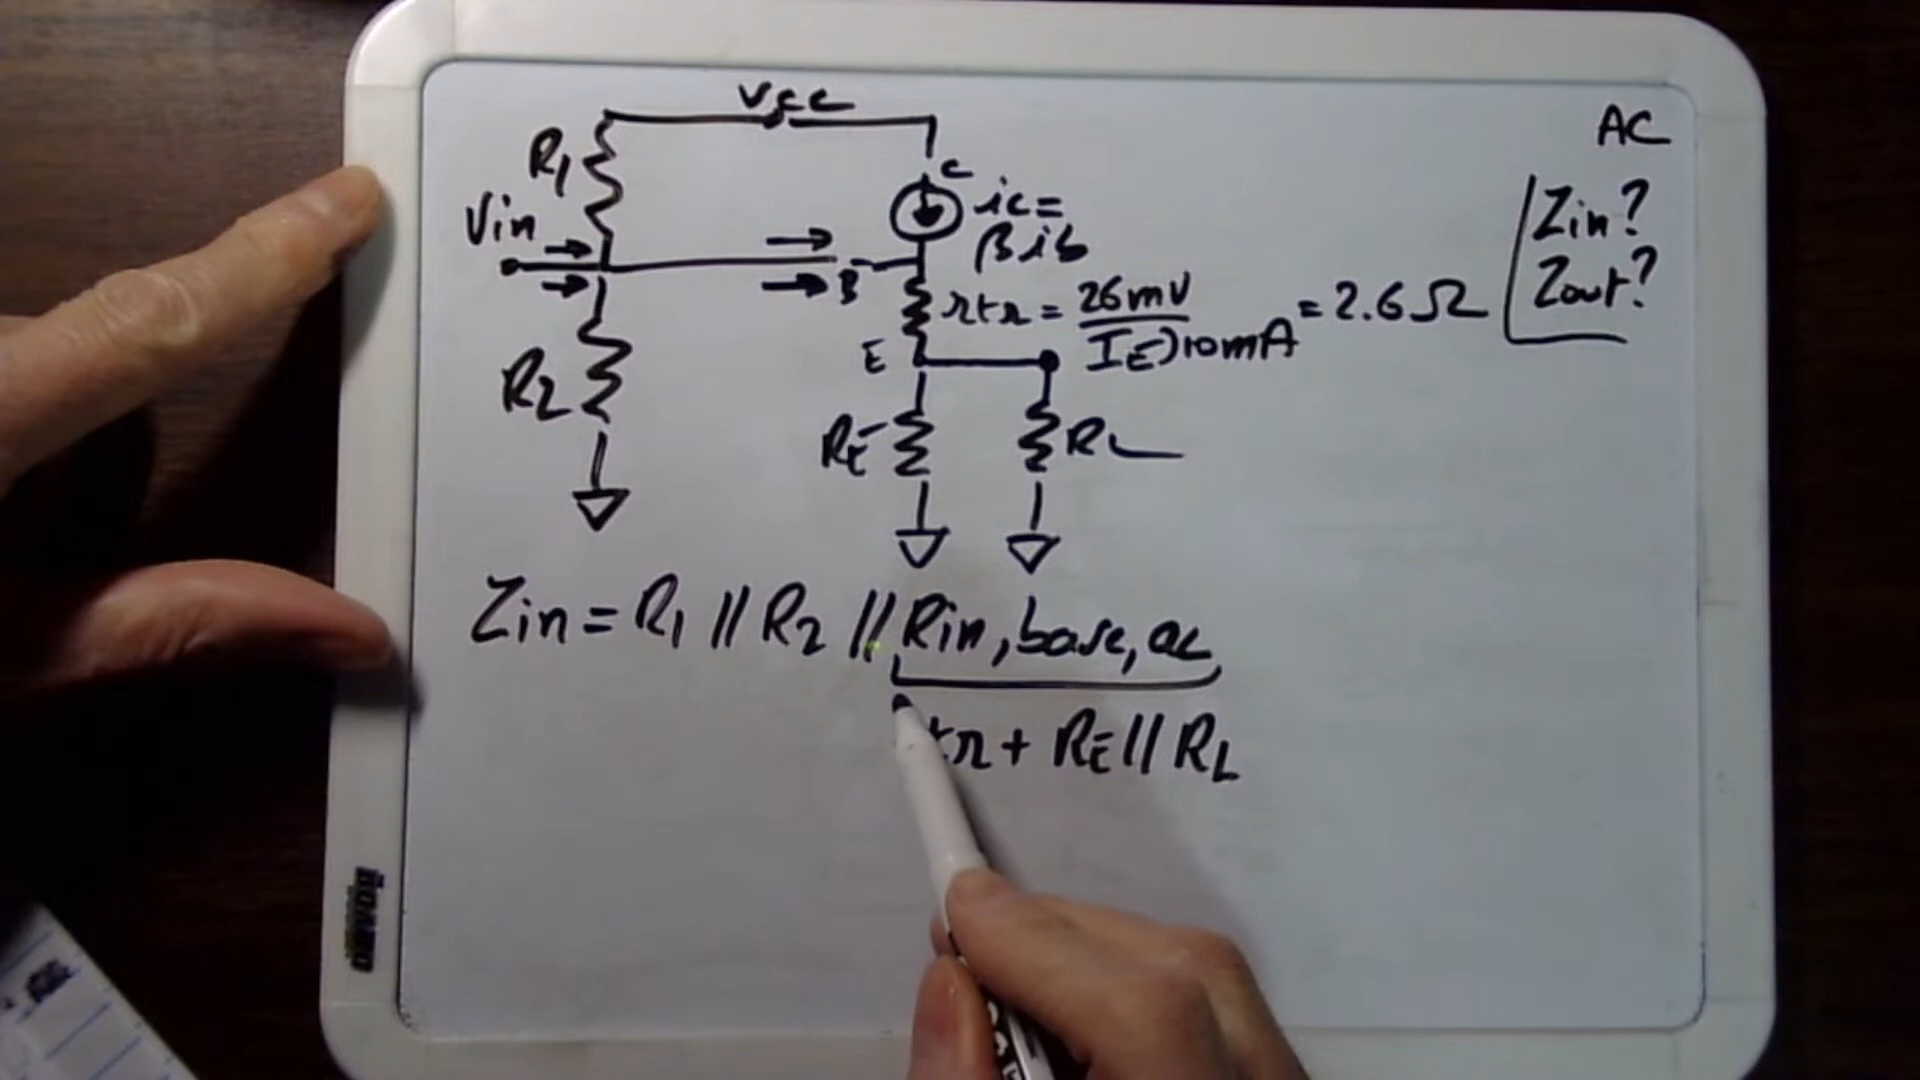 Vcc
AC
R1
C
Zin?
Vin
ic=
βib
B
rtr = 26mV / IE)10mA = 2.6Ω
Zout?
E
R2
RE
RL
Zin = R1 // R2 // Rin, base, ac
tr + RE // RL